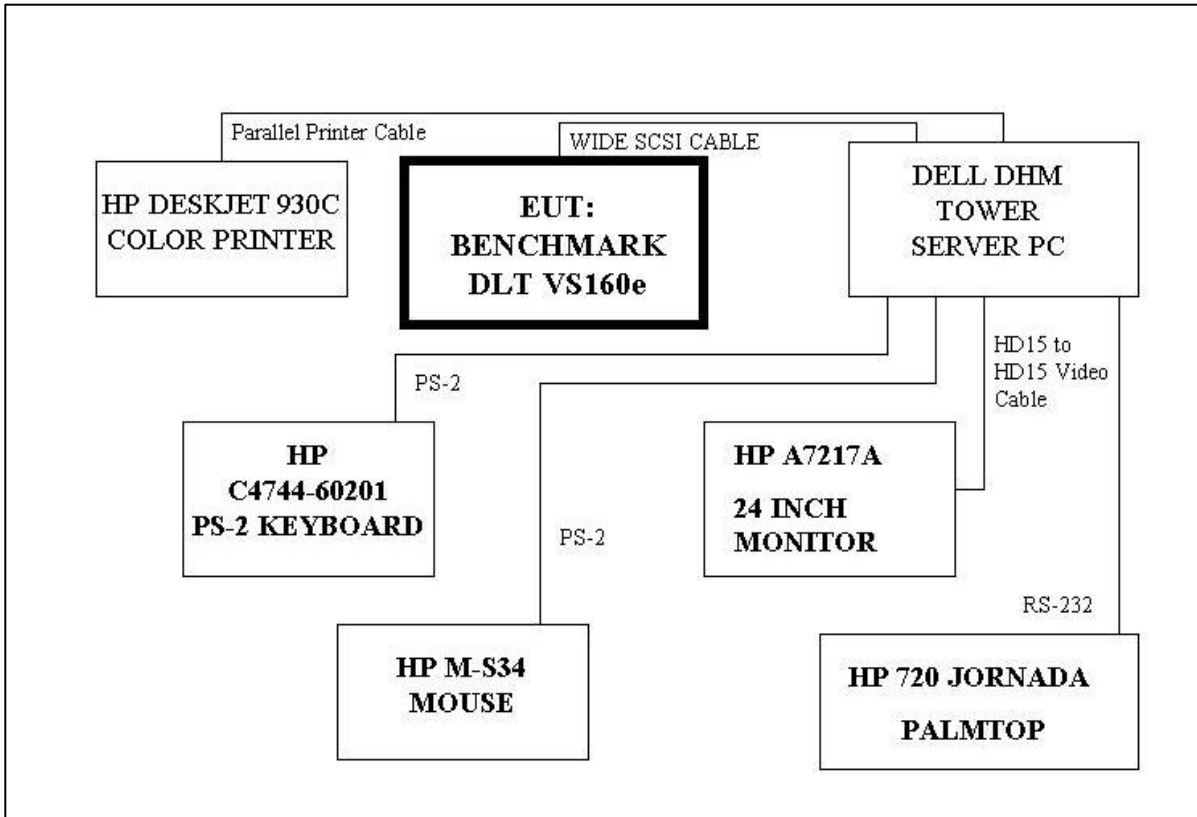 Parallel Printer Cable
WIDE SCSI CABLE
HP DESKJET 930C
COLOR PRINTER
EUT:
BENCHMARK
DLT VS160e
DELL DHM
TOWER
SERVER PC
PS-2
HD15 to
HD15 Video
Cable
HP
C4744-60201
PS-2 KEYBOARD
PS-2
HP A7217A
24 INCH
MONITOR
RS-232
HP M-S34
MOUSE
HP 720 JORNADA
PALMTOP